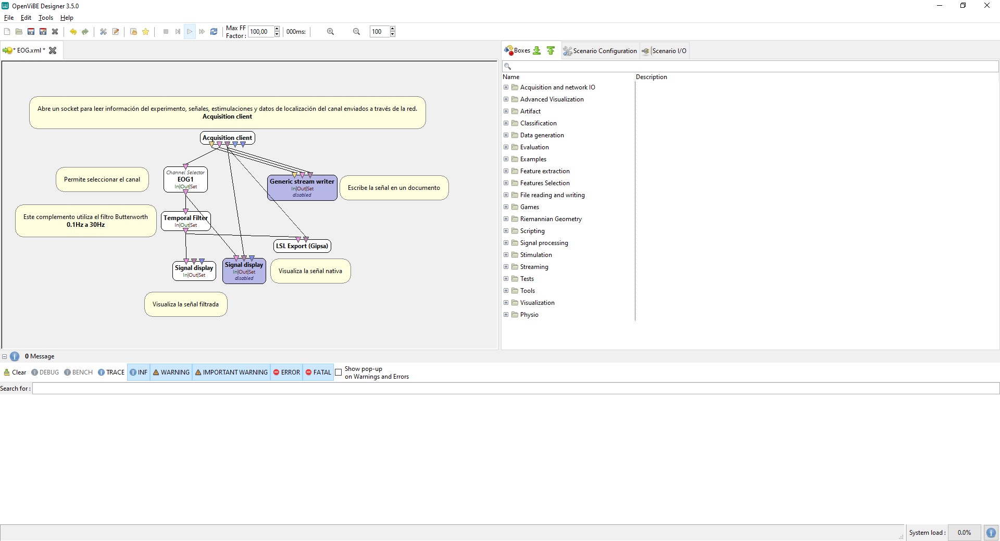 OpenViBE Designer 3.5.0
File Edit Tools Help
Max FF
Factor : 100,00 000ms: 100
* EOG.xml *
Boxes Scenario Configuration Scenario I/O
Name Description
Acquisition and network IO
Advanced Visualization
Artifact
Classification
Data generation
Evaluation
Examples
Feature extraction
Features Selection
File reading and writing
Games
Riemannian Geometry
Scripting
Signal processing
Stimulation
Streaming
Tests
Tools
Visualization
Physio
Abre un socket para leer información del experimento, señales, estimulaciones y datos de localización del canal enviados a través de la red.
Acquisition client
Acquisition client
Permite seleccionar el canal
Channel Selector
EOG1
In|Out|Set
Generic stream writer
In|Out|Set
disabled
Escribe la señal en un documento
Este complemento utiliza el filtro Butterworth
0.1Hz a 30Hz
Temporal Filter
In|Out|Set
LSL Export (Gipsa)
Signal display
In|Out|Set
Signal display
In|Out|Set
disabled
Visualiza la señal nativa
Visualiza la señal filtrada
0 Message
Clear DEBUG BENCH TRACE INF WARNING IMPORTANT WARNING ERROR FATAL Show pop-up
on Warnings and Errors
Search for :
System load : 0.0%